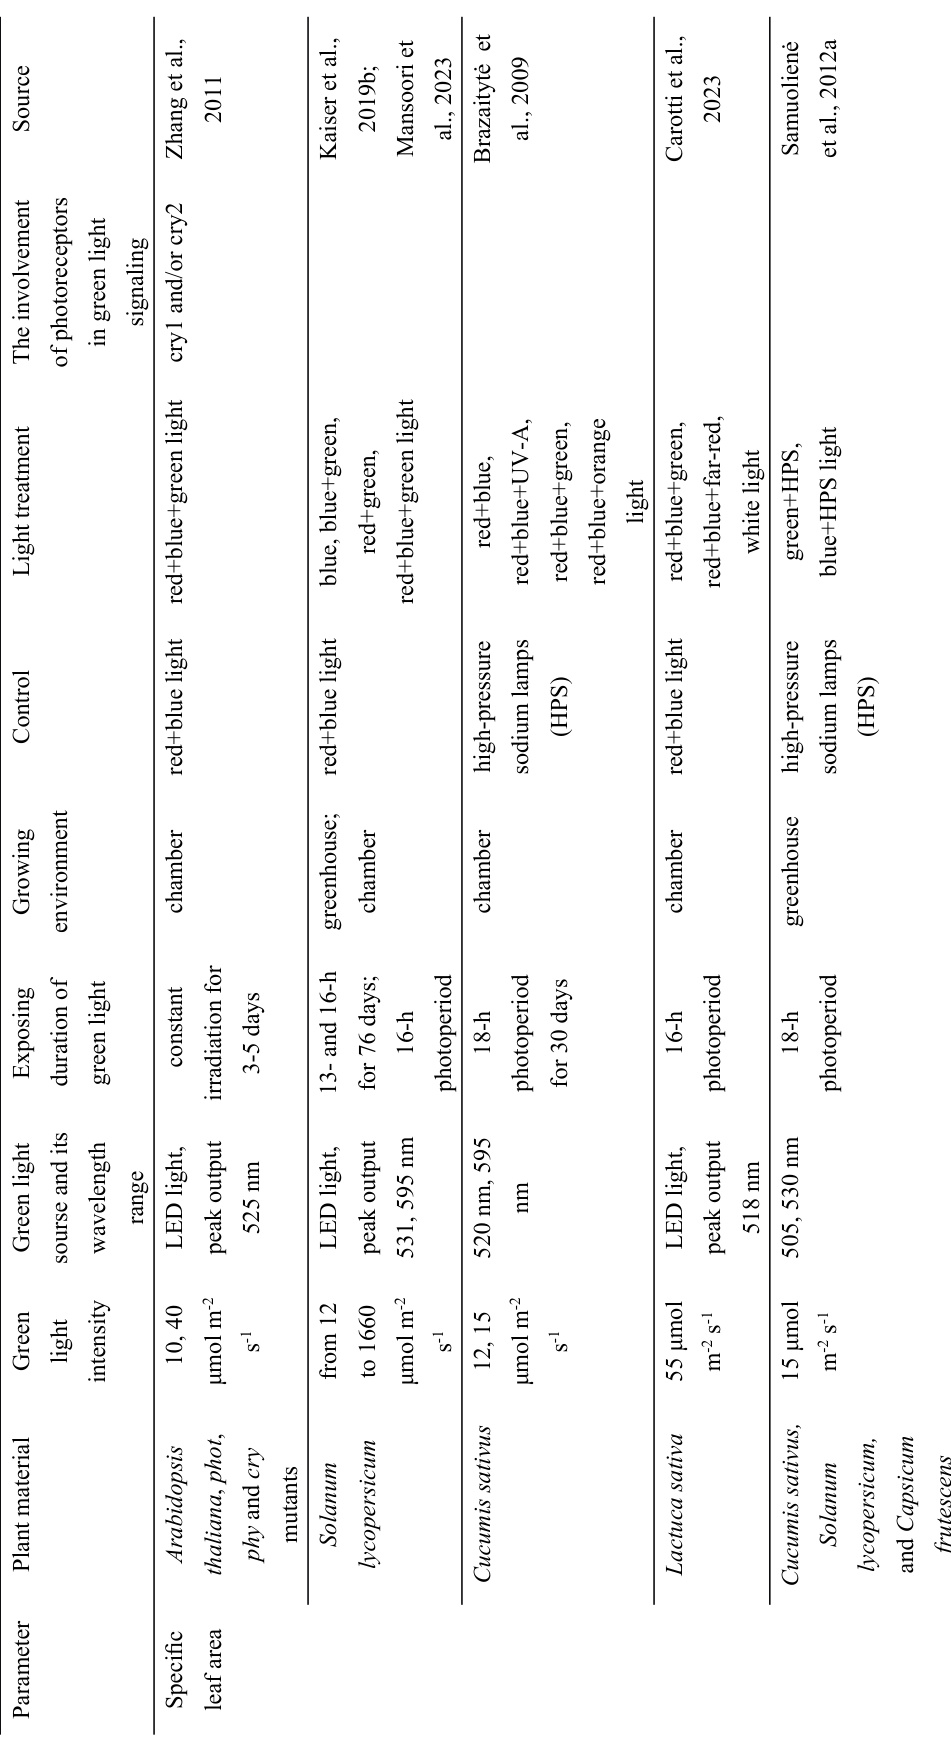 Parameter
Plant material
Green
light
intensity
Green light
sourse and its
wavelength
range
Exposing
duration of
green light
Growing
environment
Control
Light treatment
The involvement
of photoreceptors
in green light
signaling
Source
Specific
leaf area
Arabidopsis
thaliana, phot,
phy and cry
mutants
10, 40
µmol m⁻²
s⁻¹
LED light,
peak output
525 nm
constant
irradiation for
3-5 days
chamber
red+blue light
red+blue+green light
cry1 and/or cry2
Zhang et al.,
2011
Solanum
lycopersicum
from 12
to 1660
µmol m⁻²
s⁻¹
LED light,
peak output
531, 595 nm
13- and 16-h
for 76 days;
16-h
photoperiod
greenhouse;
chamber
red+blue light
blue, blue+green,
red+green,
red+blue+green light
Kaiser et al.,
2019b;
Mansoori et
al., 2023
Cucumis sativus
12, 15
µmol m⁻²
s⁻¹
520 nm, 595
nm
18-h
photoperiod
for 30 days
chamber
high-pressure
sodium lamps
(HPS)
red+blue,
red+blue+UV-A,
red+blue+green,
red+blue+orange
light
Brazaitytė et
al., 2009
Lactuca sativa
55 µmol
m⁻² s⁻¹
LED light,
peak output
518 nm
16-h
photoperiod
chamber
red+blue light
red+blue+green,
red+blue+far-red,
white light
Carotti et al.,
2023
Cucumis sativus,
Solanum
lycopersicum,
and Capsicum
frutescens
15 µmol
m⁻² s⁻¹
505, 530 nm
18-h
photoperiod
greenhouse
high-pressure
sodium lamps
(HPS)
green+HPS,
blue+HPS light
Samuolienė
et al., 2012a